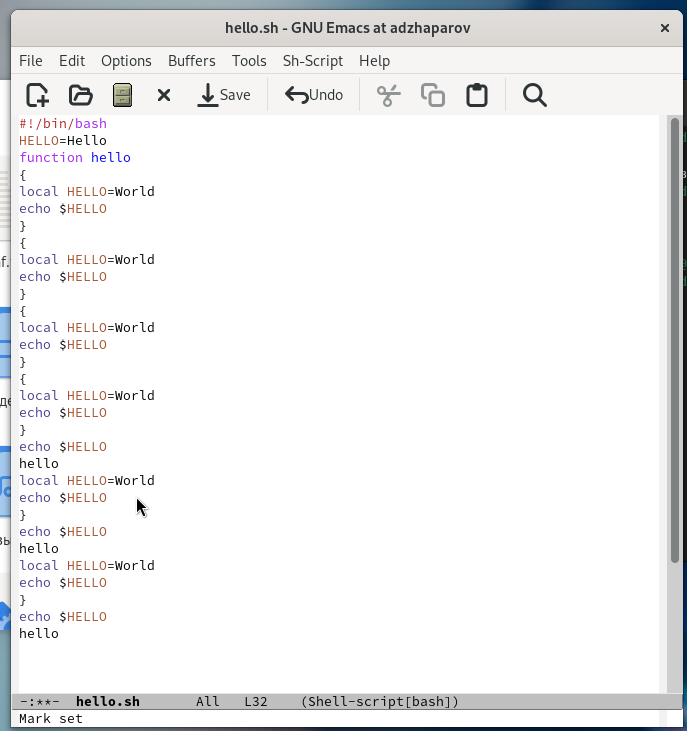 hello.sh - GNU Emacs at adzhaparov
File Edit Options Buffers Tools Sh-Script Help
Save Undo
#!/bin/bash
HELLO=Hello
function hello
{
local HELLO=World
echo $HELLO
}
{
local HELLO=World
echo $HELLO
}
{
local HELLO=World
echo $HELLO
}
{
local HELLO=World
echo $HELLO
}
echo $HELLO
hello
local HELLO=World
echo $HELLO
}
echo $HELLO
hello
local HELLO=World
echo $HELLO
}
echo $HELLO
hello
-:**- hello.sh All L32 (Shell-script[bash])
Mark set